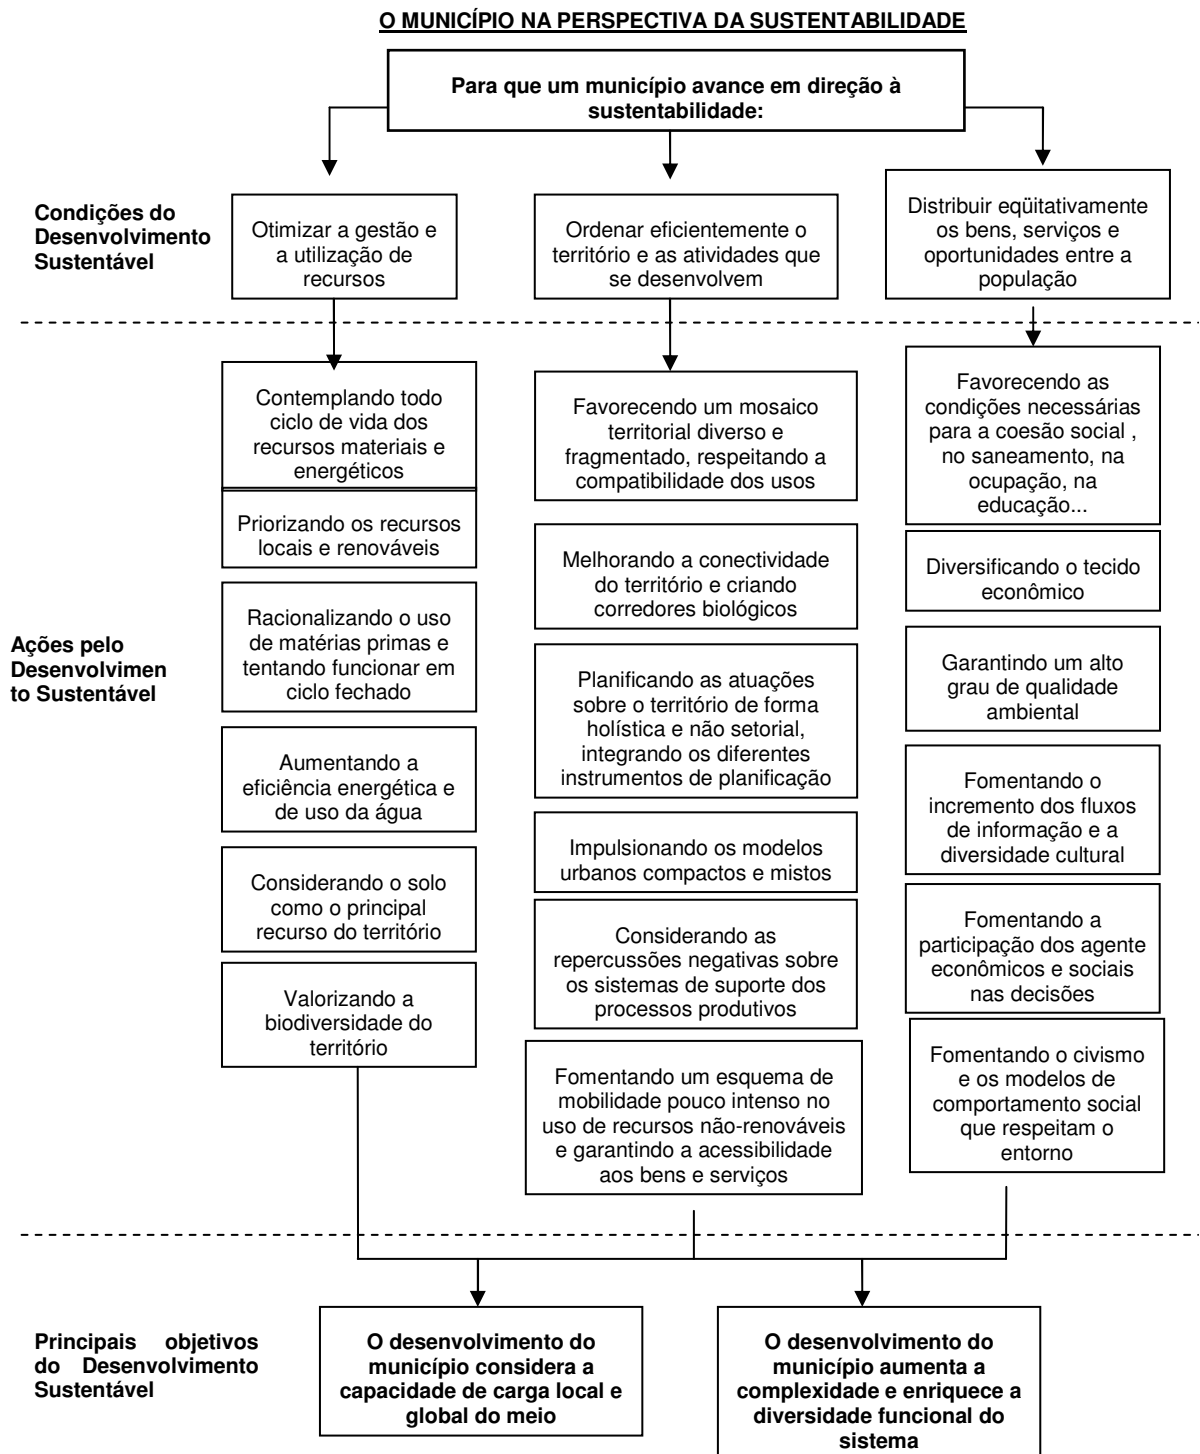 O MUNICÍPIO NA PERSPECTIVA DA SUSTENTABILIDADE
Para que um município avance em direção à
sustentabilidade:
Condições do
Desenvolvimento
Sustentável
Otimizar a gestão e
a utilização de
recursos
Ordenar eficientemente o
território e as atividades que
se desenvolvem
Distribuir eqüitativamente
os bens, serviços e
oportunidades entre a
população
Ações pelo
Desenvolvimen
to Sustentável
Contemplando todo
ciclo de vida dos
recursos materiais e
energéticos
Priorizando os recursos
locais e renováveis
Racionalizando o uso
de matérias primas e
tentando funcionar em
ciclo fechado
Aumentando a
eficiência energética e
de uso da água
Considerando o solo
como o principal
recurso do território
Valorizando a
biodiversidade do
território
Favorecendo um mosaico
territorial diverso e
fragmentado, respeitando a
compatibilidade dos usos
Melhorando a conectividade
do território e criando
corredores biológicos
Planificando as atuações
sobre o território de forma
holística e não setorial,
integrando os diferentes
instrumentos de planificação
Impulsionando os modelos
urbanos compactos e mistos
Considerando as
repercussões negativas sobre
os sistemas de suporte dos
processos produtivos
Fomentando um esquema de
mobilidade pouco intenso no
uso de recursos não-renováveis
e garantindo a acessibilidade
aos bens e serviços
Favorecendo as
condições necessárias
para a coesão social ,
no saneamento, na
ocupação, na
educação...
Diversificando o tecido
econômico
Garantindo um alto
grau de qualidade
ambiental
Fomentando o
incremento dos fluxos
de informação e a
diversidade cultural
Fomentando a
participação dos agente
econômicos e sociais
nas decisões
Fomentando o civismo
e os modelos de
comportamento social
que respeitam o
entorno
Principais objetivos
do Desenvolvimento
Sustentável
O desenvolvimento do
município considera a
capacidade de carga local e
global do meio
O desenvolvimento do
município aumenta a
complexidade e enriquece a
diversidade funcional do
sistema